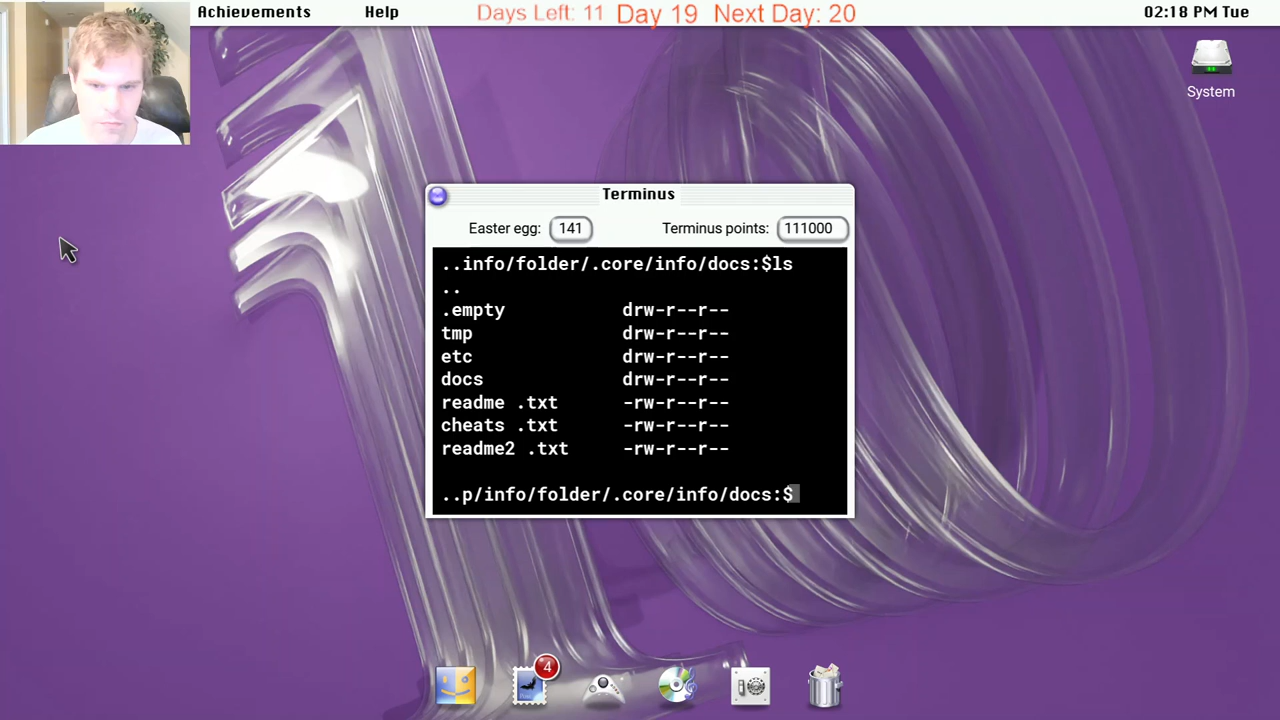 Achievements Help Days Left: 11 Day 19 Next Day: 20 02:18 PM Tue
System
Terminus
Easter egg: 141 Terminus points: 111000
..info/folder/.core/info/docs:$ls
..
.empty drw-r--r--
tmp drw-r--r--
etc drw-r--r--
docs drw-r--r--
readme .txt -rw-r--r--
cheats .txt -rw-r--r--
readme2 .txt -rw-r--r--
..p/info/folder/.core/info/docs:$
4